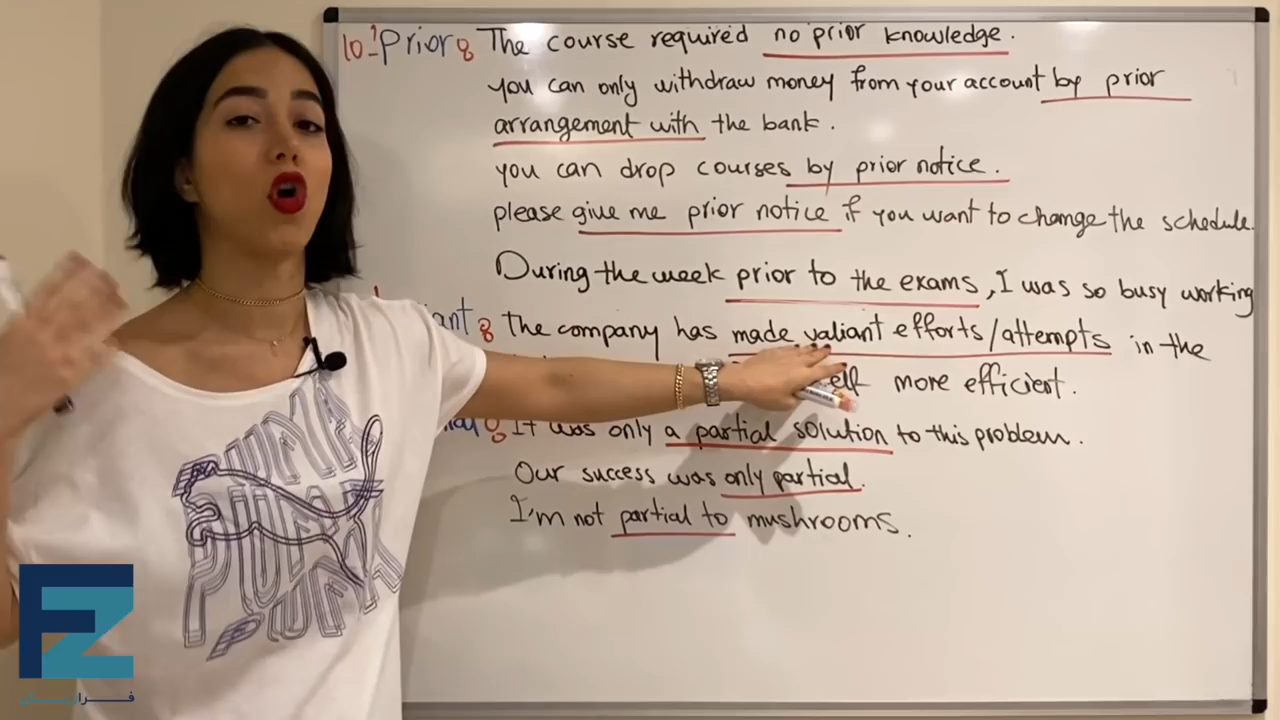 10. Prior: The course required no prior knowledge.
you can only withdraw money from your account by prior
arrangement with the bank.
you can drop courses by prior notice.
please give me prior notice if you want to change the schedule.
During the week prior to the exams, I was so busy working
The company has made valiant efforts/attempts in the
more efficient.
It was only a partial solution to this problem.
Our success was only partial.
I'm not partial to mushrooms.
PUMA
FZ